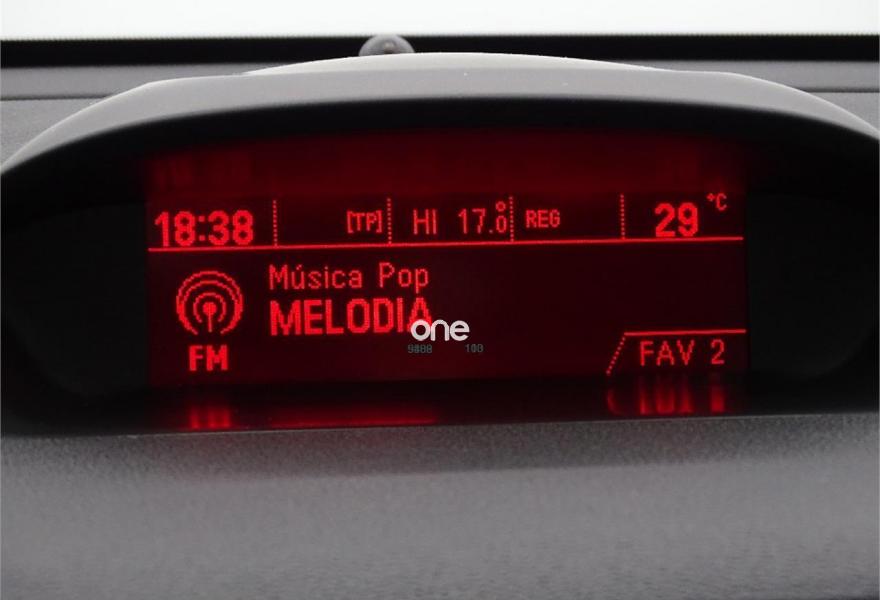 18:38 [TP] HI 17.0° REG 29 °C
Música Pop
MELODIA
one
FM
FAV 2